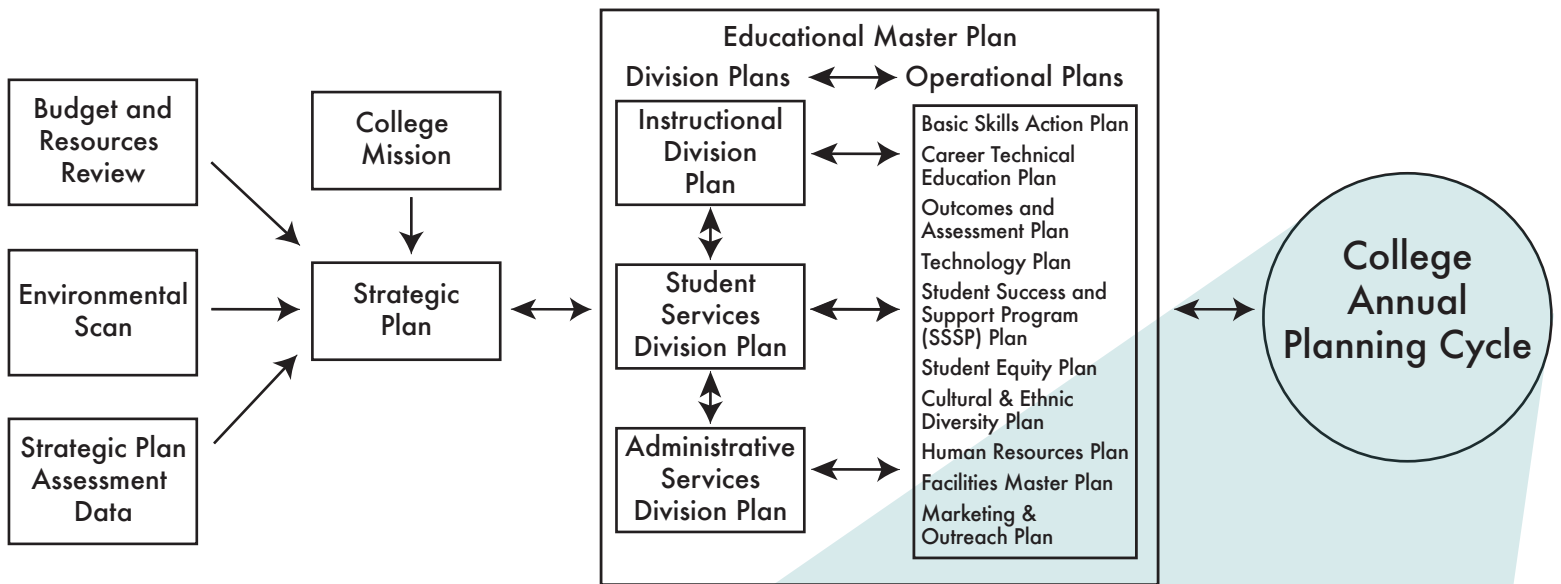 Budget and
Resources
Review
Environmental
Scan
Strategic Plan
Assessment
Data
College
Mission
Strategic
Plan
Educational Master Plan
Division Plans
Operational Plans
Instructional
Division
Plan
Student
Services
Division Plan
Administrative
Services
Division Plan
Basic Skills Action Plan
Career Technical
Education Plan
Outcomes and
Assessment Plan
Technology Plan
Student Success and
Support Program
(SSSP) Plan
Student Equity Plan
Cultural & Ethnic
Diversity Plan
Human Resources Plan
Facilities Master Plan
Marketing &
Outreach Plan
College
Annual
Planning Cycle